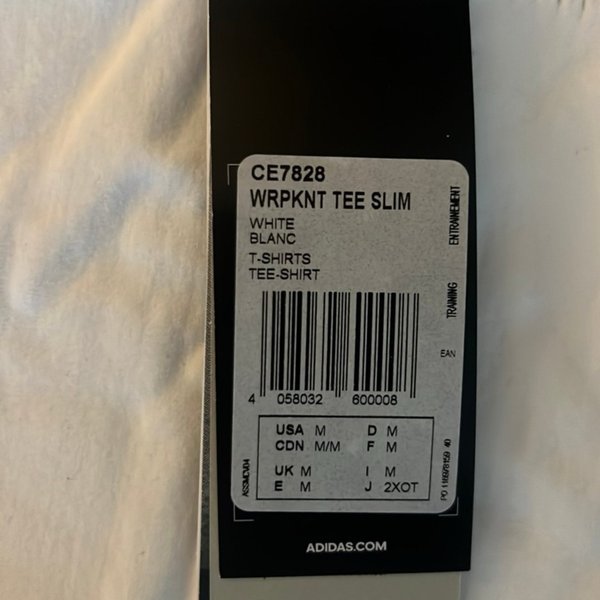 CE7828
WRPKNT TEE SLIM
WHITE
BLANC
T-SHIRTS
TEE-SHIRT
TRAINING ENTRAINEMENT
EAN
4 058032 600008
USA M D M
CDN M/M F M
UK M I M
E M J 2XOT
ADIDAS.COM